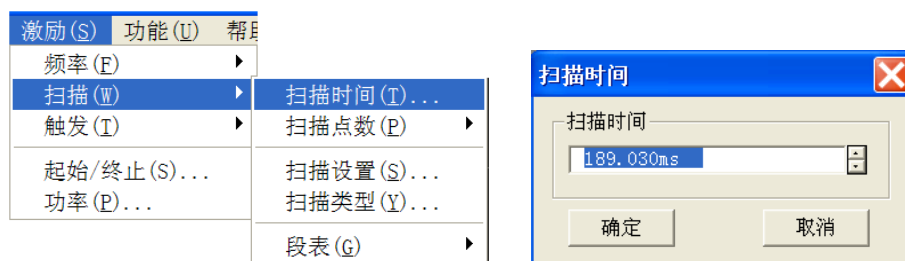 激励(S) 功能(U) 帮
频率(F)
扫描(W)
触发(T)
起始/终止(S)...
功率(P)...
扫描时间(T)...
扫描点数(P)
扫描设置(S)...
扫描类型(Y)...
段表(G)
扫描时间
扫描时间
189.030ms
确定 取消